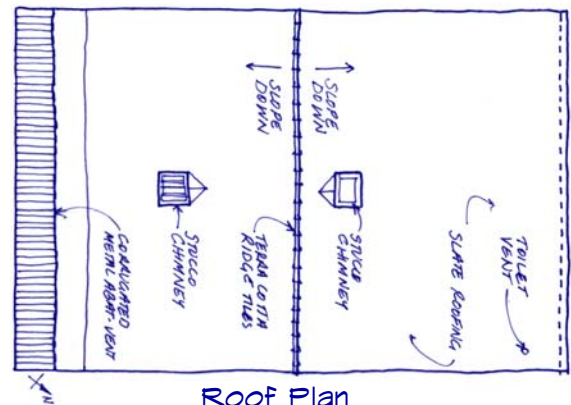 SLOPE
DOWN
SLOPE
DOWN
STUCCO
CHIMNEY
STUCCO
CHIMNEY
CORRUGATED
METAL ABAT-VENT
TERRA COTTA
RIDGE TILES
SLATE ROOFING
TOILET
VENT
N
Roof Plan